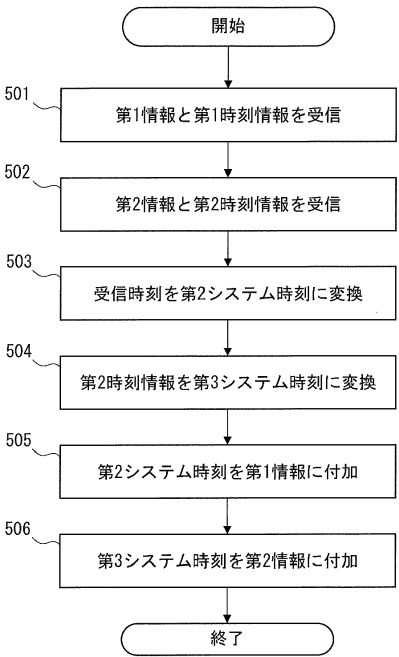 開始
501
第1情報と第1時刻情報を受信
502
第2情報と第2時刻情報を受信
503
受信時刻を第2システム時刻に変換
504
第2時刻情報を第3システム時刻に変換
505
第2システム時刻を第1情報に付加
506
第3システム時刻を第2情報に付加
終了